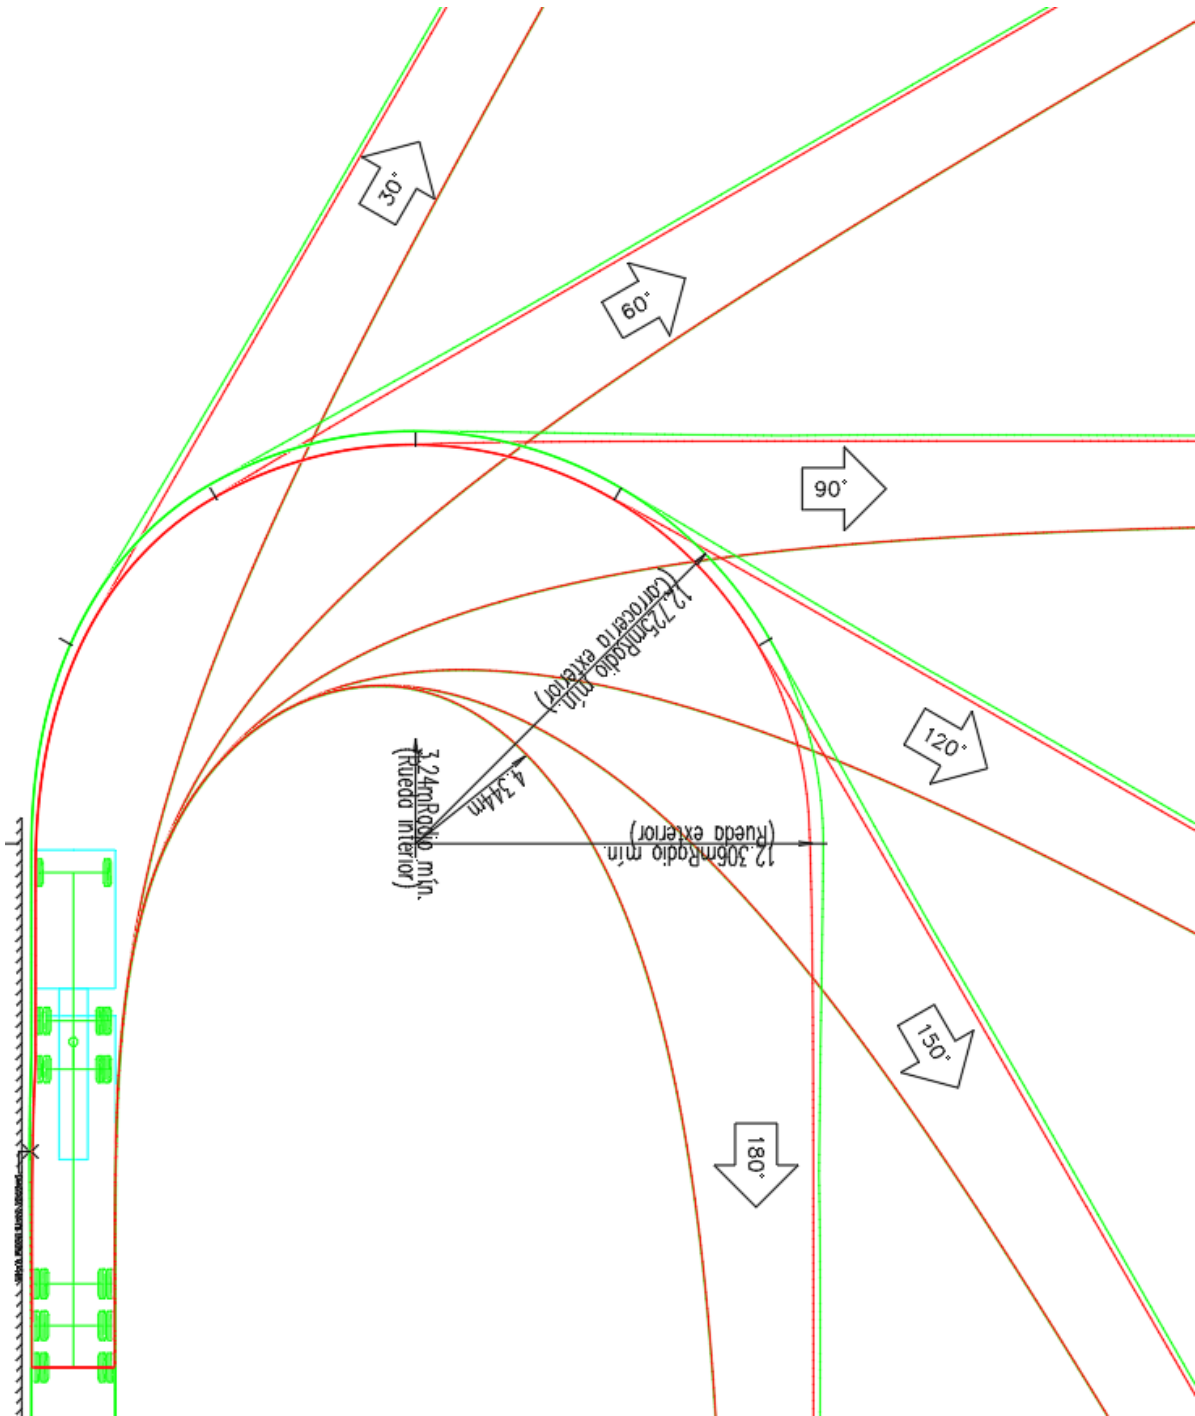 30°
60°
90°
12.725mRadio mín.
(Carrocería exterior)
120°
4.344m
3.24mRadio mín.
(Rueda interior)
12.306mRadio mín.
(Rueda exterior)
150°
180°